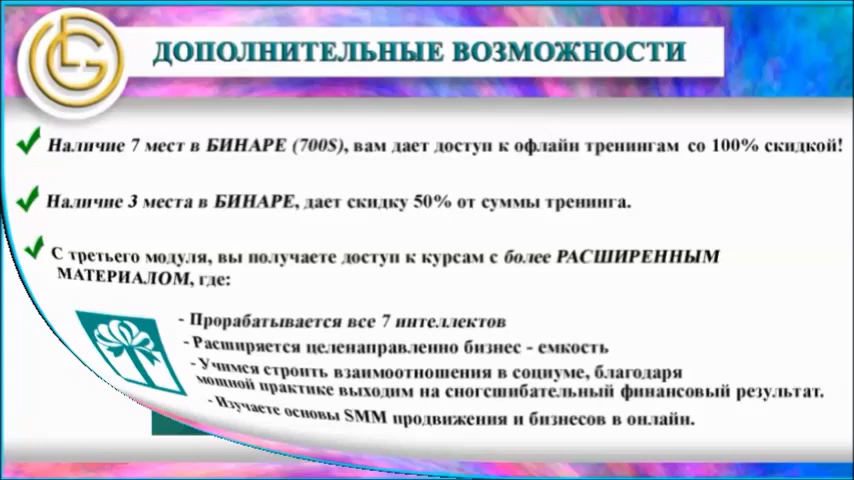 LG
ДОПОЛНИТЕЛЬНЫЕ ВОЗМОЖНОСТИ
Наличие 7 мест в БИНАРЕ (700$), вам дает доступ к офлайн тренингам со 100% скидкой!
Наличие 3 места в БИНАРЕ, дает скидку 50% от суммы тренинга.
С третьего модуля, вы получаете доступ к курсам с более РАСШИРЕННЫМ
МАТЕРИАЛОМ, где:
- Прорабатывается все 7 интеллектов
- Расширяется целенаправленно бизнес - емкость
- Учимся строить взаимоотношения в социуме, благодаря
мощной практике выходим на сногсшибательный финансовый результат.
- Изучаете основы SMM продвижения и бизнесов в онлайн.